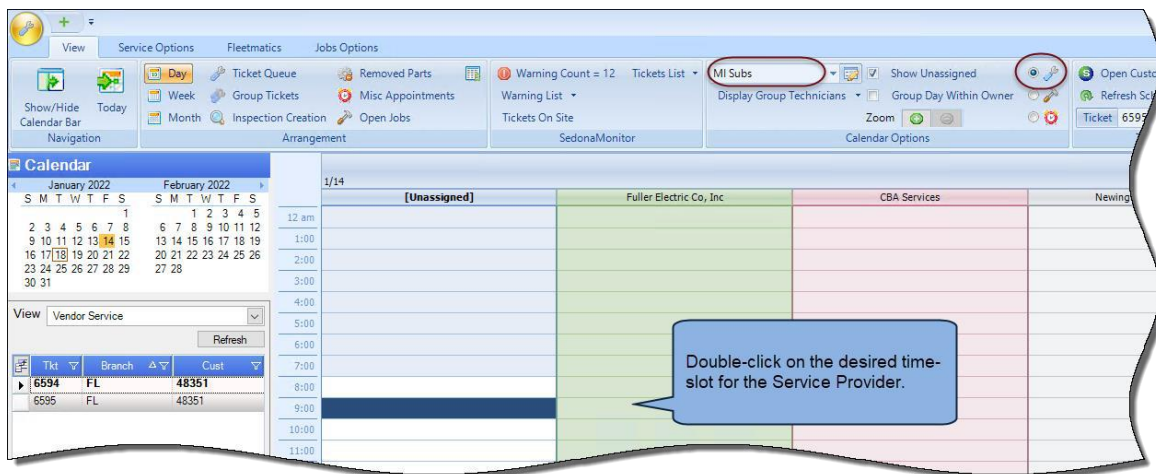 View Service Options Fleetmatics Jobs Options
Show/Hide Calendar Bar
Today
Navigation
Day
Week
Month
Ticket Queue
Group Tickets
Inspection Creation
Removed Parts
Misc Appointments
Open Jobs
Arrangement
Warning Count = 12 Tickets List
Warning List
Tickets On Site
SedonaMonitor
MI Subs
Display Group Technicians
Show Unassigned
Group Day Within Owner
Zoom
Calendar Options
Open Custo
Refresh Sch
Ticket 6595
Calendar
January 2022 February 2022
S M T W T F S S M T W T F S
1 1 2 3 4 5
2 3 4 5 6 7 8 6 7 8 9 10 11 12
9 10 11 12 13 14 15 13 14 15 16 17 18 19
16 17 18 19 20 21 22 20 21 22 23 24 25 26
23 24 25 26 27 28 29 27 28
30 31
View Vendor Service
Refresh
Tkt Branch Cust
6594 FL 48351
6595 FL 48351
1/14
[Unassigned] Fuller Electric Co, Inc CBA Services Newing
12 am
1:00
2:00
3:00
4:00
5:00
6:00
7:00
8:00
9:00
10:00
11:00
Double-click on the desired time-
slot for the Service Provider.